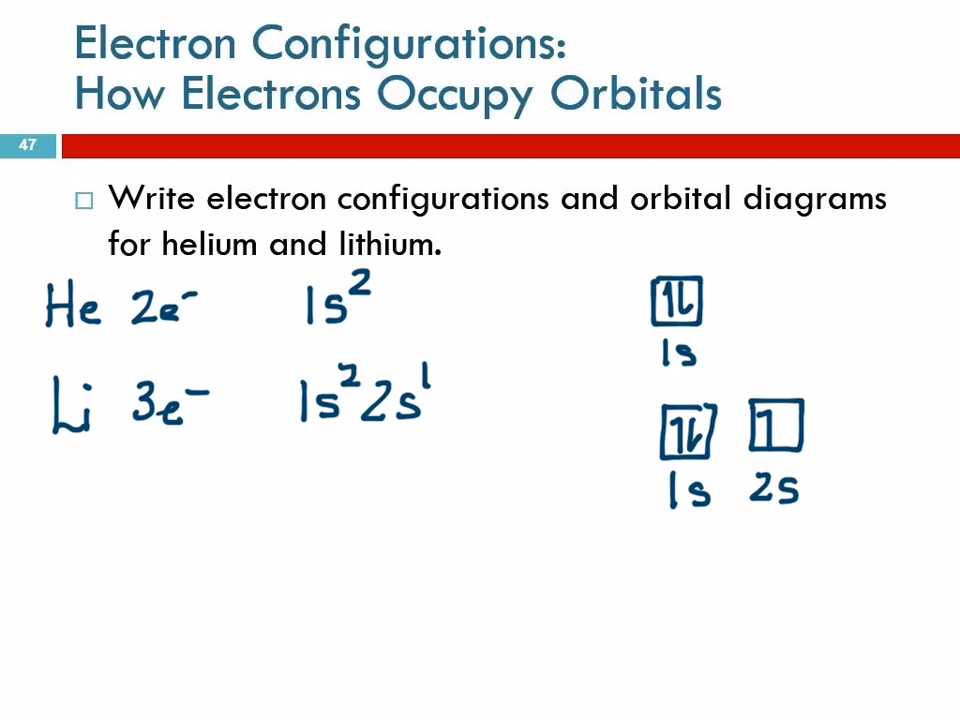 Electron Configurations:
How Electrons Occupy Orbitals
47
Write electron configurations and orbital diagrams
for helium and lithium.
He 2e⁻ 1s² ↿⇂
1s
Li 3e⁻ 1s²2s¹ ↿⇂ ↿
1s 2s